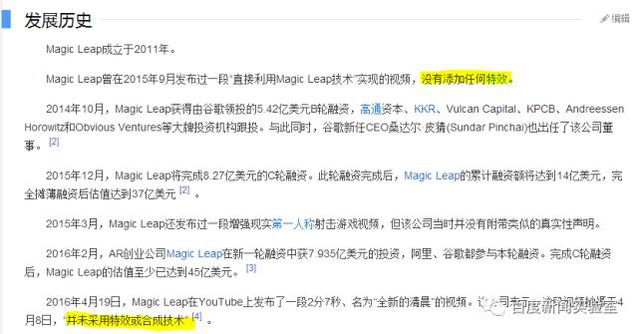 发展历史
编辑
Magic Leap成立于2011年。
Magic Leap曾在2015年9月发布过一段“直接利用Magic Leap技术”实现的视频，没有添加任何特效。
2014年10月，Magic Leap获得由谷歌领投的5.42亿美元B轮融资，高通资本、KKR、Vulcan Capital、KPCB、Andreessen
Horowitz和Obvious Ventures等大牌投资机构跟投。与此同时，谷歌新任CEO桑达尔·皮猜(Sundar Pinchai)也出任了该公司董
事。[2]
2015年12月，Magic Leap将完成8.27亿美元的C轮融资。此轮融资完成后，Magic Leap的累计融资额将达到14亿美元，完
全摊薄融资后估值达到37亿美元 [2] 。
2015年3月，Magic Leap还发布过一段增强现实第一人称射击游戏视频，但该公司当时并没有附带类似的真实性声明。
2016年2月，AR创业公司Magic Leap在新一轮融资中获7.935亿美元的投资，阿里、谷歌都参与本轮融资。完成C轮融资
后，Magic Leap的估值至少已达到45亿美元。[3]
2016年4月19日，Magic Leap在YouTube上发布了一段2分7秒、名为“全新的清晨”的视频。
4月8日，“并未采用特效或合成技术” [4] 。
百度新闻实验室